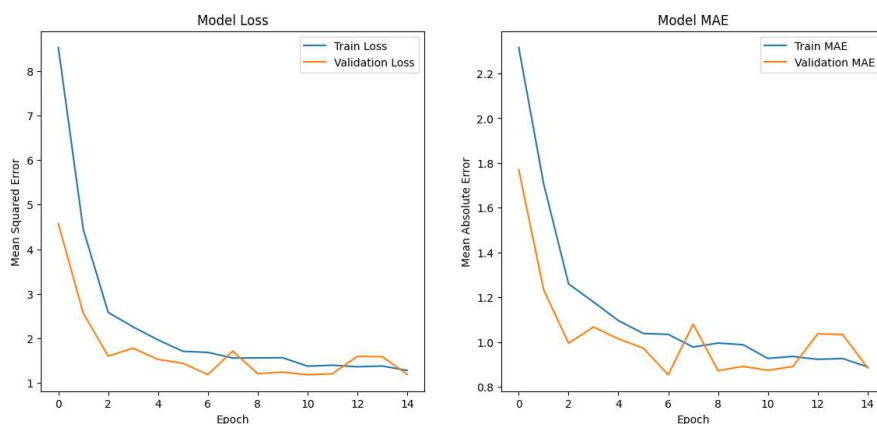 Model Loss
Train Loss
Validation Loss
Mean Squared Error
8
7
6
5
4
3
2
1
0 2 4 6 8 10 12 14
Epoch
Model MAE
Train MAE
Validation MAE
Mean Absolute Error
2.2
2.0
1.8
1.6
1.4
1.2
1.0
0.8
0 2 4 6 8 10 12 14
Epoch